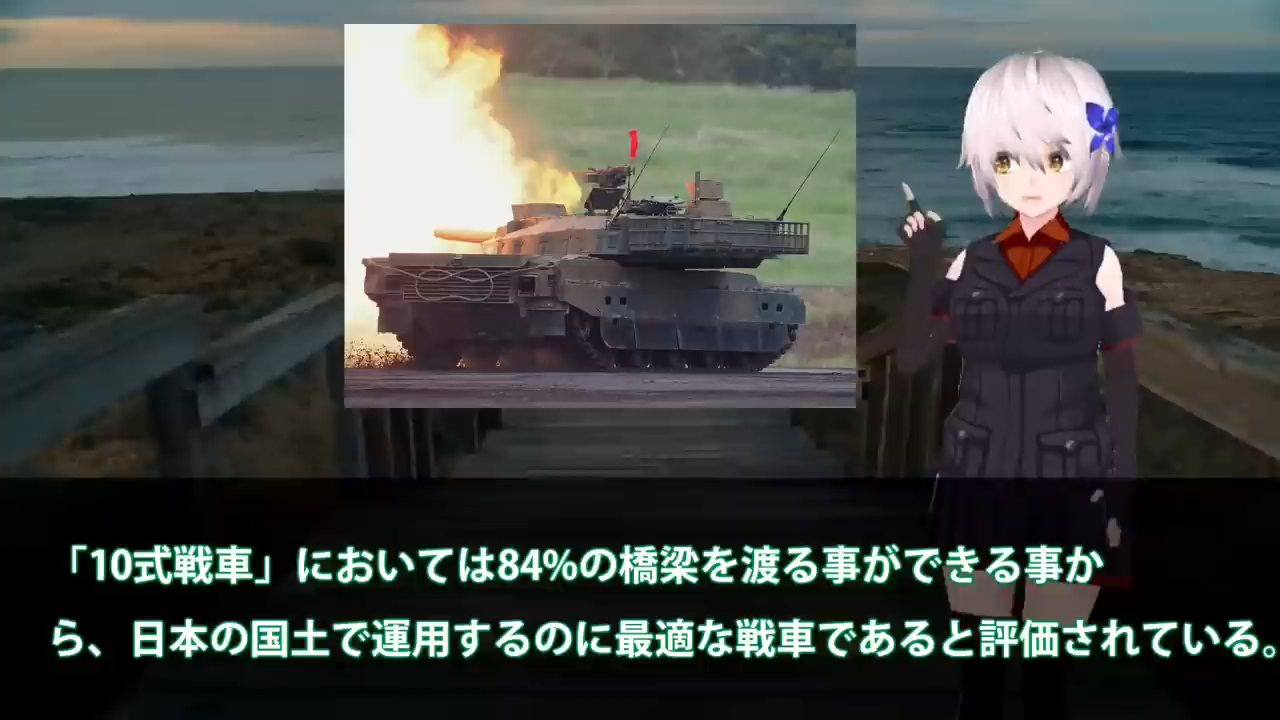 「10式戦車」においては84%の橋梁を渡る事ができる事か
ら、日本の国土で運用するのに最適な戦車であると評価されている。